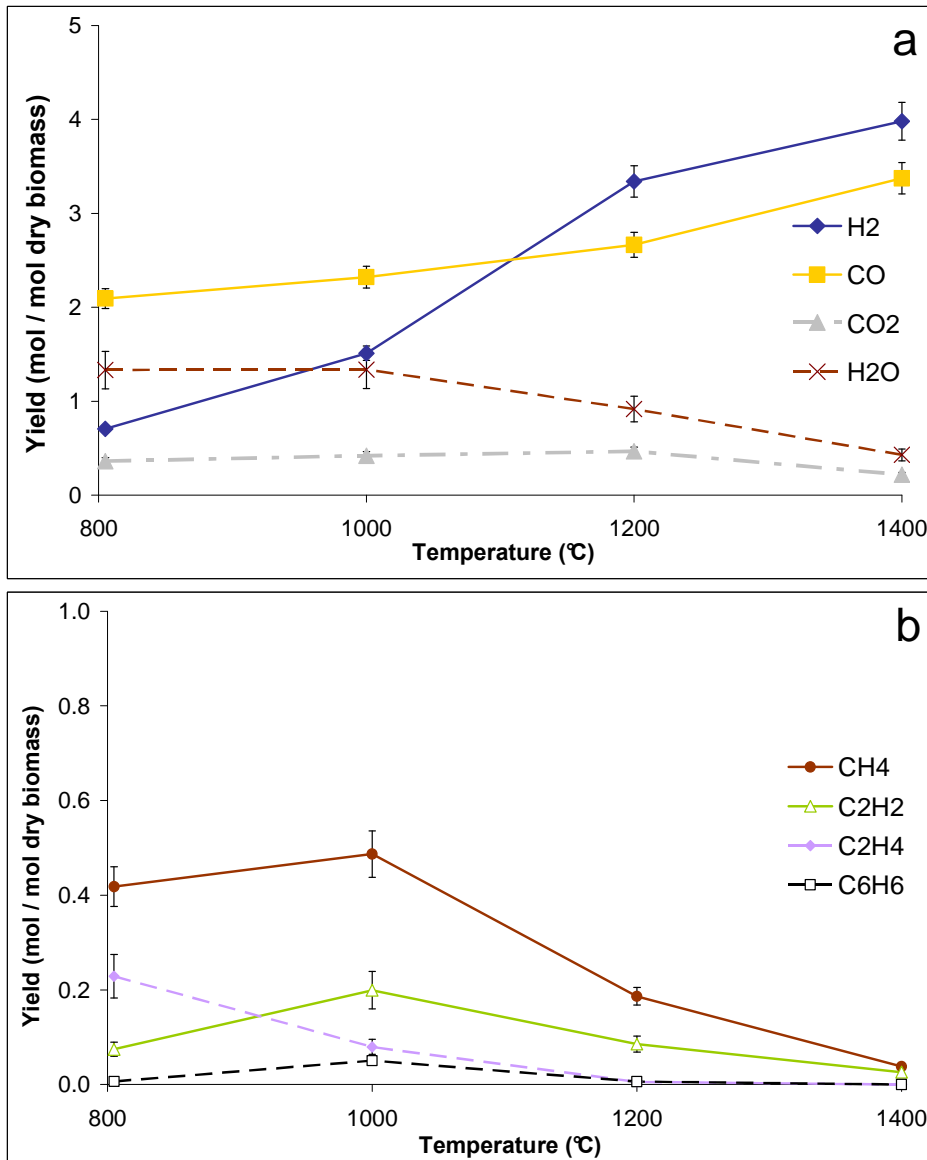 a
5
4
3
2
1
0
Yield (mol / mol dry biomass)
H2
CO
CO2
H2O
800 1000 1200 1400
Temperature (°C)
b
1.0
0.8
0.6
0.4
0.2
0.0
Yield (mol / mol dry biomass)
CH4
C2H2
C2H4
C6H6
800 1000 1200 1400
Temperature (°C)